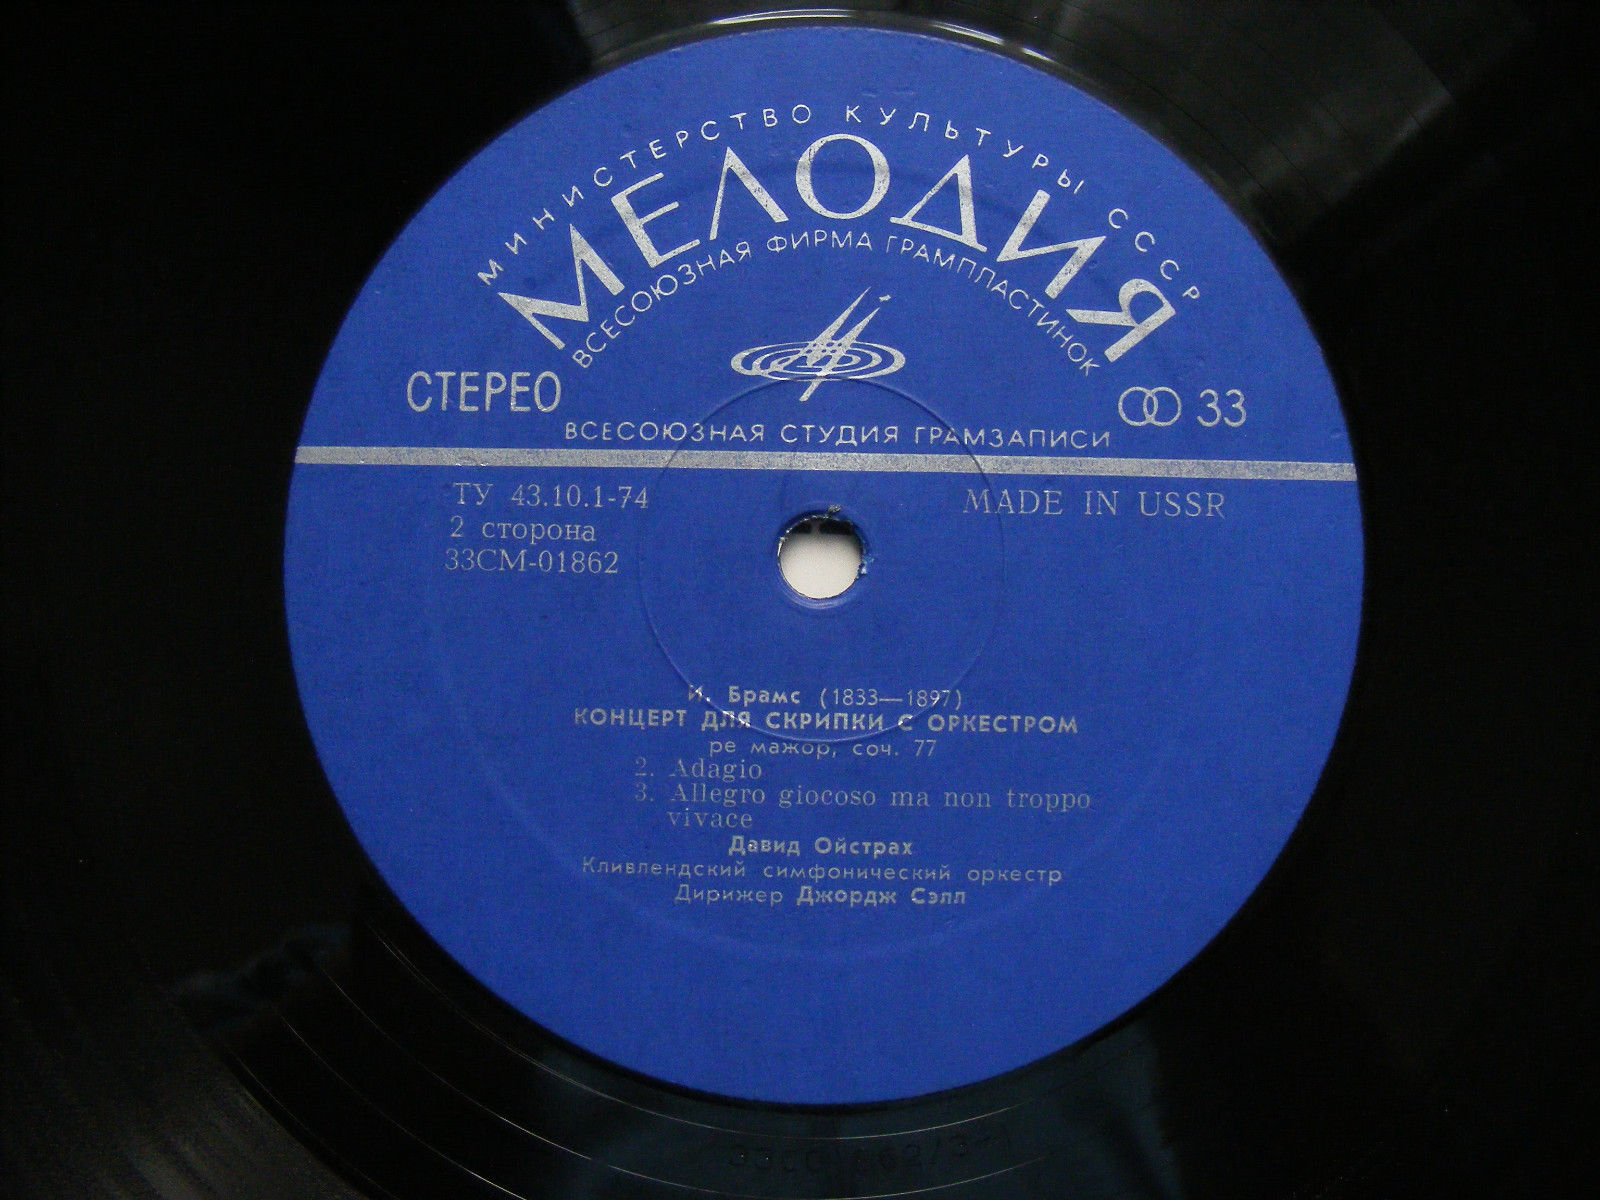 МИНИСТЕРСТВО КУЛЬТУРЫ СССР
МЕЛОДИЯ
ВСЕСОЮЗНАЯ ФИРМА ГРАМПЛАСТИНОК
СТЕРЕО
33
ВСЕСОЮЗНАЯ СТУДИЯ ГРАМЗАПИСИ
ТУ 43.10.1-74
MADE IN USSR
2 сторона
33СМ-01862
И. Брамс (1833—1897)
КОНЦЕРТ ДЛЯ СКРИПКИ С ОРКЕСТРОМ
ре мажор, соч. 77
2. Adagio
3. Allegro giocoso ma non troppo
vivace
Давид Ойстрах
Кливлендский симфонический оркестр
Дирижер Джордж Сэлл